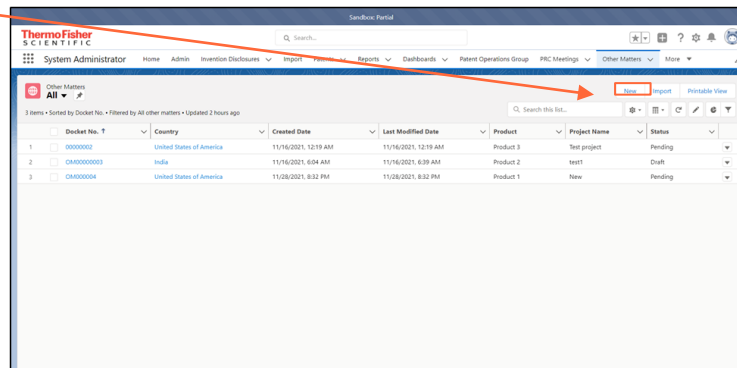 Sandbox: Partial
ThermoFisher
SCIENTIFIC
Search...
System Administrator Home Admin Invention Disclosures Import Patents Reports Dashboards Patent Operations Group PRC Meetings Other Matters More
Other Matters
All
New Import Printable View
3 items • Sorted by Docket No. • Filtered by All other matters • Updated 2 hours ago
Search this list...
Docket No. ↑ Country Created Date Last Modified Date Product Project Name Status
1 00000002 United States of America 11/16/2021, 12:19 AM 11/16/2021, 12:19 AM Product 3 Test project Pending
2 OM00000003 India 11/16/2021, 6:04 AM 11/16/2021, 6:39 AM Product 2 test1 Draft
3 OM000004 United States of America 11/28/2021, 8:32 PM 11/28/2021, 8:32 PM Product 1 New Pending